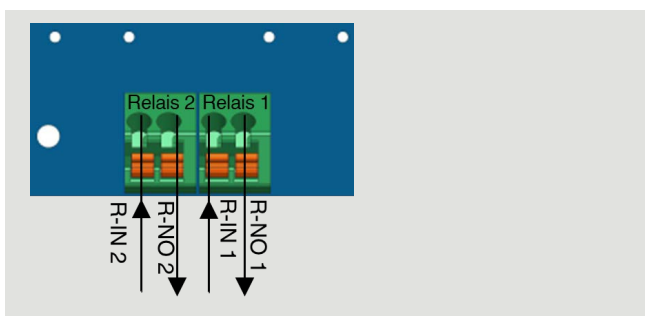 Relais 2 Relais 1
R-IN 2
R-NO 2
R-IN 1
R-NO 1